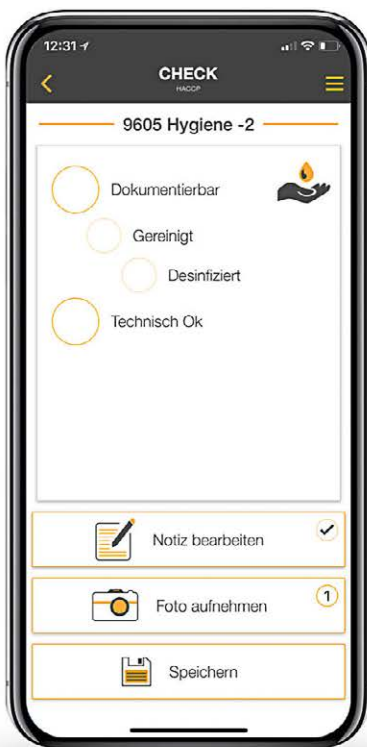 12:31
CHECK
HACCP
9605 Hygiene -2
Dokumentierbar
Gereinigt
Desinfiziert
Technisch Ok
Notiz bearbeiten
Foto aufnehmen
1
Speichern